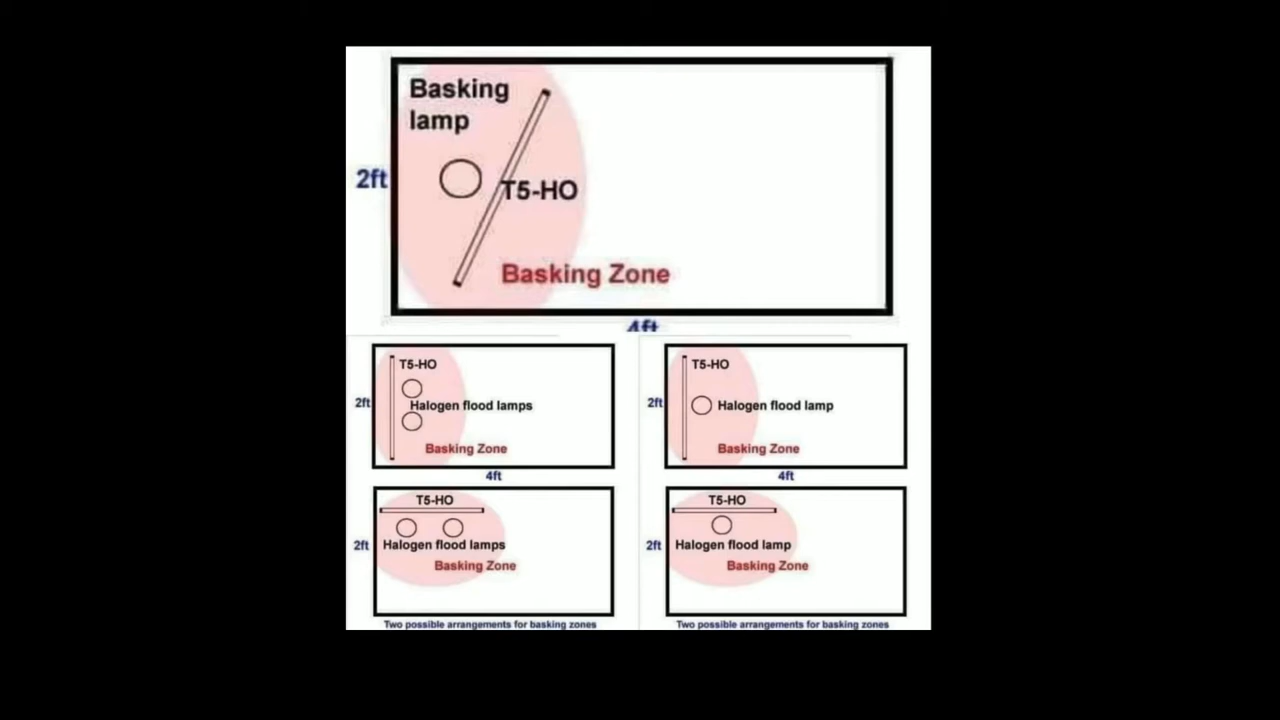 Basking
lamp
2ft
T5-HO
Basking Zone
4ft
T5-HO
2ft
Halogen flood lamps
Basking Zone
4ft
T5-HO
2ft
Halogen flood lamp
Basking Zone
4ft
T5-HO
2ft
Halogen flood lamps
Basking Zone
Two possible arrangements for basking zones
T5-HO
2ft
Halogen flood lamp
Basking Zone
Two possible arrangements for basking zones